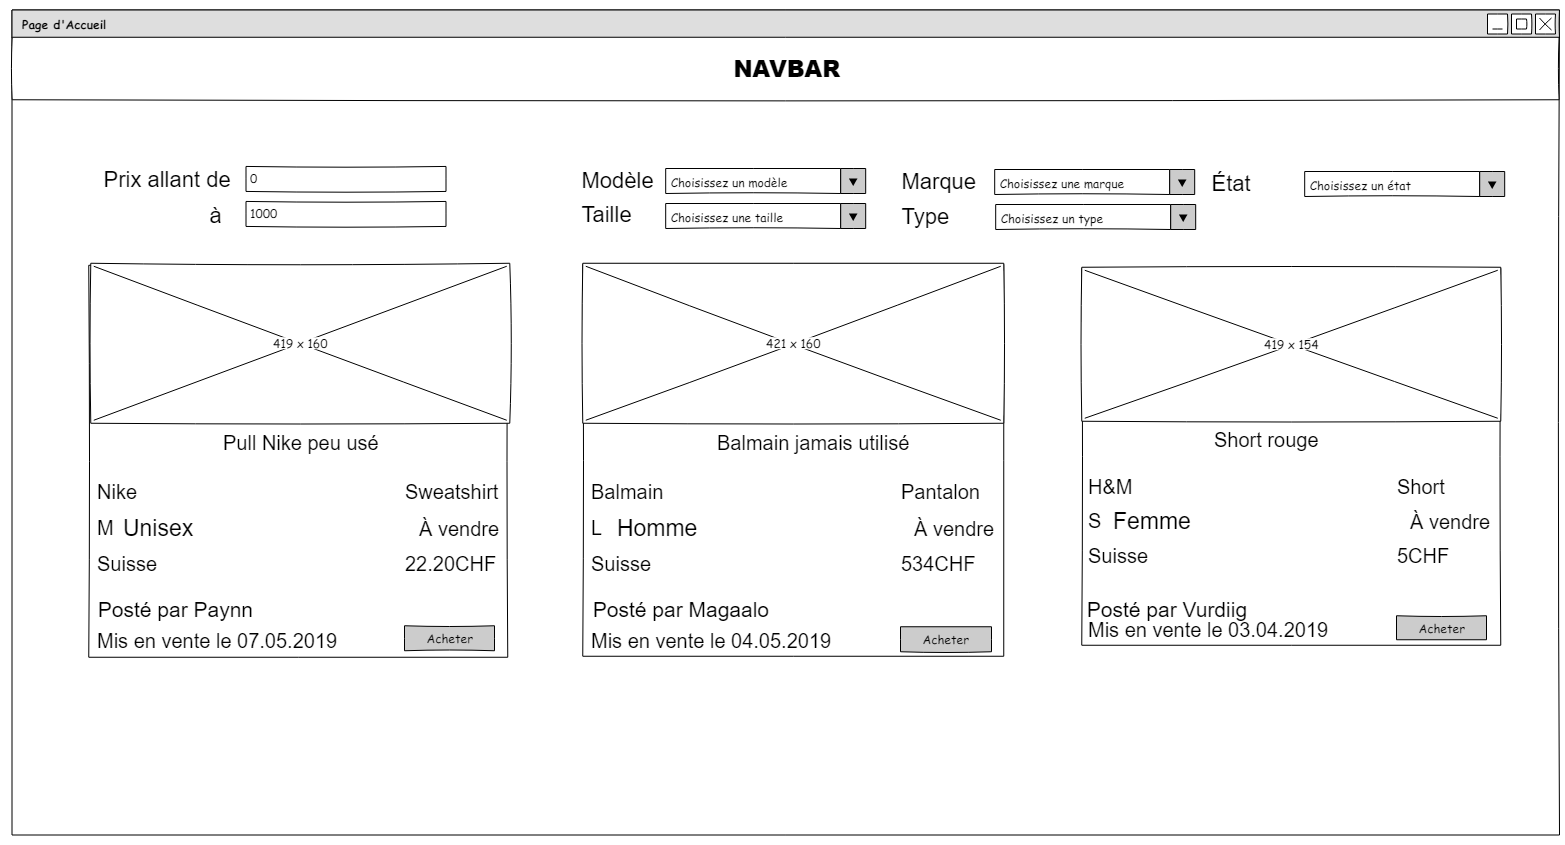 Page d'Accueil
NAVBAR
Prix allant de 0
à 1000
Modèle Choisissez un modèle
Taille Choisissez une taille
Marque Choisissez une marque
Type Choisissez un type
État Choisissez un état
419 x 160
Pull Nike peu usé
Nike Sweatshirt
M Unisex À vendre
Suisse 22.20CHF
Posté par Paynn
Mis en vente le 07.05.2019 Acheter
421 x 160
Balmain jamais utilisé
Balmain Pantalon
L Homme À vendre
Suisse 534CHF
Posté par Magaalo
Mis en vente le 04.05.2019 Acheter
419 x 154
Short rouge
H&M Short
S Femme À vendre
Suisse 5CHF
Posté par Vurdiig
Mis en vente le 03.04.2019 Acheter